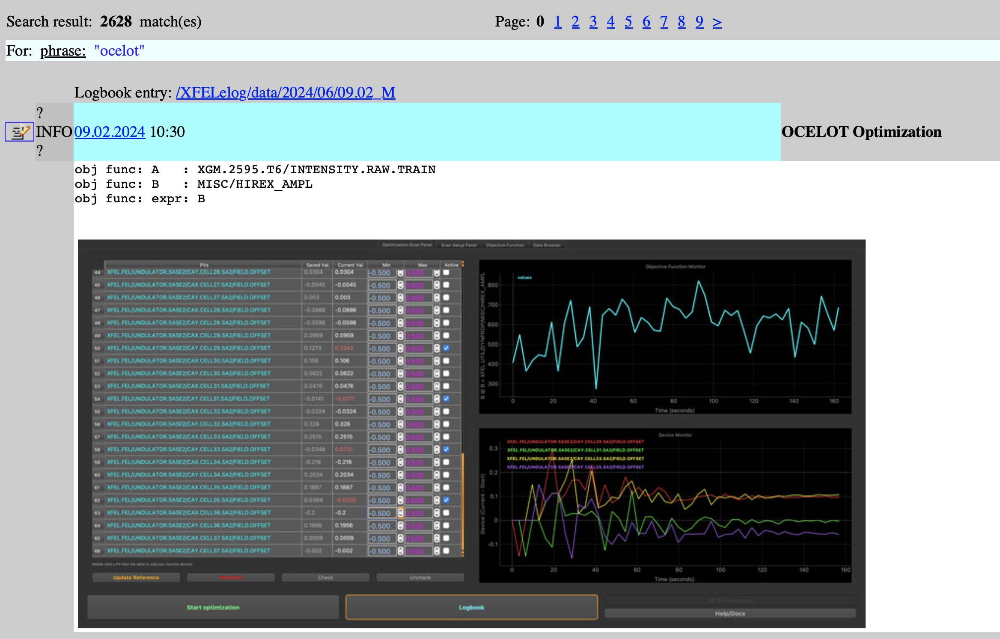 Search result: 2628 match(es) Page: 0 1 2 3 4 5 6 7 8 9 >
For: phrase: "ocelot"
Logbook entry: /XFELelog/data/2024/06/09.02_M
?
INFO 09.02.2024 10:30 OCELOT Optimization
?
obj func: A : XGM.2595.T6/INTENSITY.RAW.TRAIN
obj func: B : MISC/HIREX_AMPL
obj func: expr: B
Optimization Scan Panel Scan Setup Panel Objective Function Data Browser
PVs Saved Val. Current Val. Min Max Active
44 XFEL.FEL/UNDULATOR.SASE2/CAY.CELL26.SA2/FIELD.OFFSET 0.0304 0.0304 -0.500 0.500
45 XFEL.FEL/UNDULATOR.SASE2/CAX.CELL27.SA2/FIELD.OFFSET -0.0045 -0.0045 -0.500 0.500
46 XFEL.FEL/UNDULATOR.SASE2/CAY.CELL27.SA2/FIELD.OFFSET 0.003 0.003 -0.500 0.500
47 XFEL.FEL/UNDULATOR.SASE2/CAX.CELL28.SA2/FIELD.OFFSET -0.0886 -0.0886 -0.500 0.500
48 XFEL.FEL/UNDULATOR.SASE2/CAY.CELL28.SA2/FIELD.OFFSET -0.0598 -0.0598 -0.500 0.500
49 XFEL.FEL/UNDULATOR.SASE2/CAX.CELL29.SA2/FIELD.OFFSET 0.0959 0.0959 -0.500 0.500
50 XFEL.FEL/UNDULATOR.SASE2/CAY.CELL29.SA2/FIELD.OFFSET 0.1273 0.2242 -0.500 0.500
51 XFEL.FEL/UNDULATOR.SASE2/CAX.CELL30.SA2/FIELD.OFFSET 0.106 0.106 -0.500 0.500
52 XFEL.FEL/UNDULATOR.SASE2/CAY.CELL30.SA2/FIELD.OFFSET 0.0622 0.0622 -0.500 0.500
53 XFEL.FEL/UNDULATOR.SASE2/CAX.CELL31.SA2/FIELD.OFFSET 0.0476 0.0476 -0.500 0.500
54 XFEL.FEL/UNDULATOR.SASE2/CAY.CELL31.SA2/FIELD.OFFSET -0.0141 -0.0177 -0.500 0.500
55 XFEL.FEL/UNDULATOR.SASE2/CAX.CELL32.SA2/FIELD.OFFSET -0.0324 -0.0324 -0.500 0.500
56 XFEL.FEL/UNDULATOR.SASE2/CAY.CELL32.SA2/FIELD.OFFSET 0.328 0.328 -0.500 0.500
57 XFEL.FEL/UNDULATOR.SASE2/CAX.CELL33.SA2/FIELD.OFFSET 0.2515 0.2515 -0.500 0.500
58 XFEL.FEL/UNDULATOR.SASE2/CAY.CELL33.SA2/FIELD.OFFSET -0.0346 0.0731 -0.500 0.500
59 XFEL.FEL/UNDULATOR.SASE2/CAX.CELL34.SA2/FIELD.OFFSET -0.216 -0.216 -0.500 0.500
60 XFEL.FEL/UNDULATOR.SASE2/CAY.CELL34.SA2/FIELD.OFFSET 0.2034 0.2034 -0.500 0.500
61 XFEL.FEL/UNDULATOR.SASE2/CAX.CELL35.SA2/FIELD.OFFSET 0.1887 0.1887 -0.500 0.500
62 XFEL.FEL/UNDULATOR.SASE2/CAY.CELL35.SA2/FIELD.OFFSET 0.0384 -0.0202 -0.500 0.500
63 XFEL.FEL/UNDULATOR.SASE2/CAX.CELL36.SA2/FIELD.OFFSET -0.2 -0.2 -0.500 0.500
64 XFEL.FEL/UNDULATOR.SASE2/CAY.CELL36.SA2/FIELD.OFFSET 0.1956 0.1956 -0.500 0.500
65 XFEL.FEL/UNDULATOR.SASE2/CAX.CELL37.SA2/FIELD.OFFSET 0.0009 0.0009 -0.500 0.500
66 XFEL.FEL/UNDULATOR.SASE2/CAY.CELL37.SA2/FIELD.OFFSET -0.002 -0.002 -0.500 0.500
Middle click a PV then the table to add your favorite device!
Update Reference Reset All Check Uncheck
Start optimization Logbook
Help/Docs
Objective Function Monitor
values
B @ B = XFEL.UTIL/DYNPROP/MISC/HIREX_AMPL
800
700
600
500
400
300
0 20 40 60 80 100 120 140 160
Time (seconds)
Device Monitor
XFEL.FEL/UNDULATOR.SASE2/CAY.CELL29.SA2/FIELD.OFFSET
XFEL.FEL/UNDULATOR.SASE2/CAY.CELL31.SA2/FIELD.OFFSET
XFEL.FEL/UNDULATOR.SASE2/CAY.CELL33.SA2/FIELD.OFFSET
XFEL.FEL/UNDULATOR.SASE2/CAY.CELL35.SA2/FIELD.OFFSET
Device (Current - Start)
0.3
0.2
0.1
0
-0.1
0 20 40 60 80 100 120 140 160
Time (seconds)